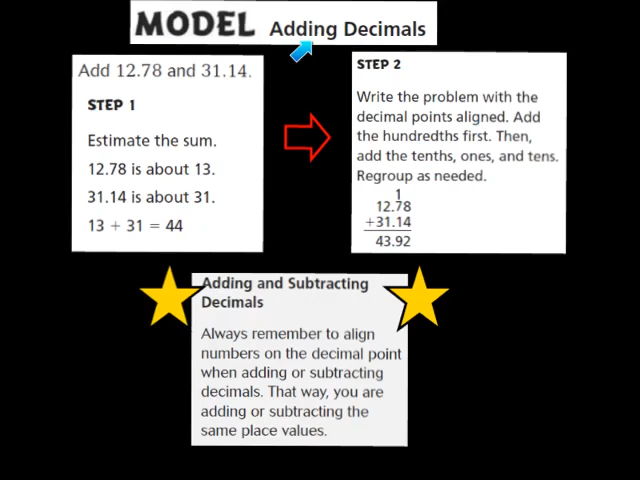 MODEL Adding Decimals
Add 12.78 and 31.14.
STEP 1
Estimate the sum.
12.78 is about 13.
31.14 is about 31.
13 + 31 = 44
STEP 2
Write the problem with the
decimal points aligned. Add
the hundredths first. Then,
add the tenths, ones, and tens.
Regroup as needed.
1
12.78
+31.14
43.92
Adding and Subtracting
Decimals
Always remember to align
numbers on the decimal point
when adding or subtracting
decimals. That way, you are
adding or subtracting the
same place values.